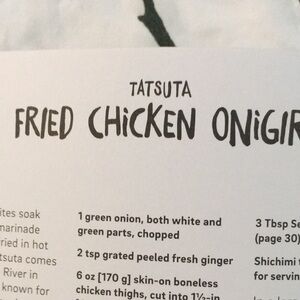 TATSUTA
FRIED CHICKEN ONIGIR
ites soak
marinade
ried in hot
tsuta comes
River in
known for
1 green onion, both white and
green parts, chopped
2 tsp grated peeled fresh ginger
6 oz [170 g] skin-on boneless
chicken thighs, cut into 1½-in
3 Tbsp Se
(page 30)
Shichimi t
for servin